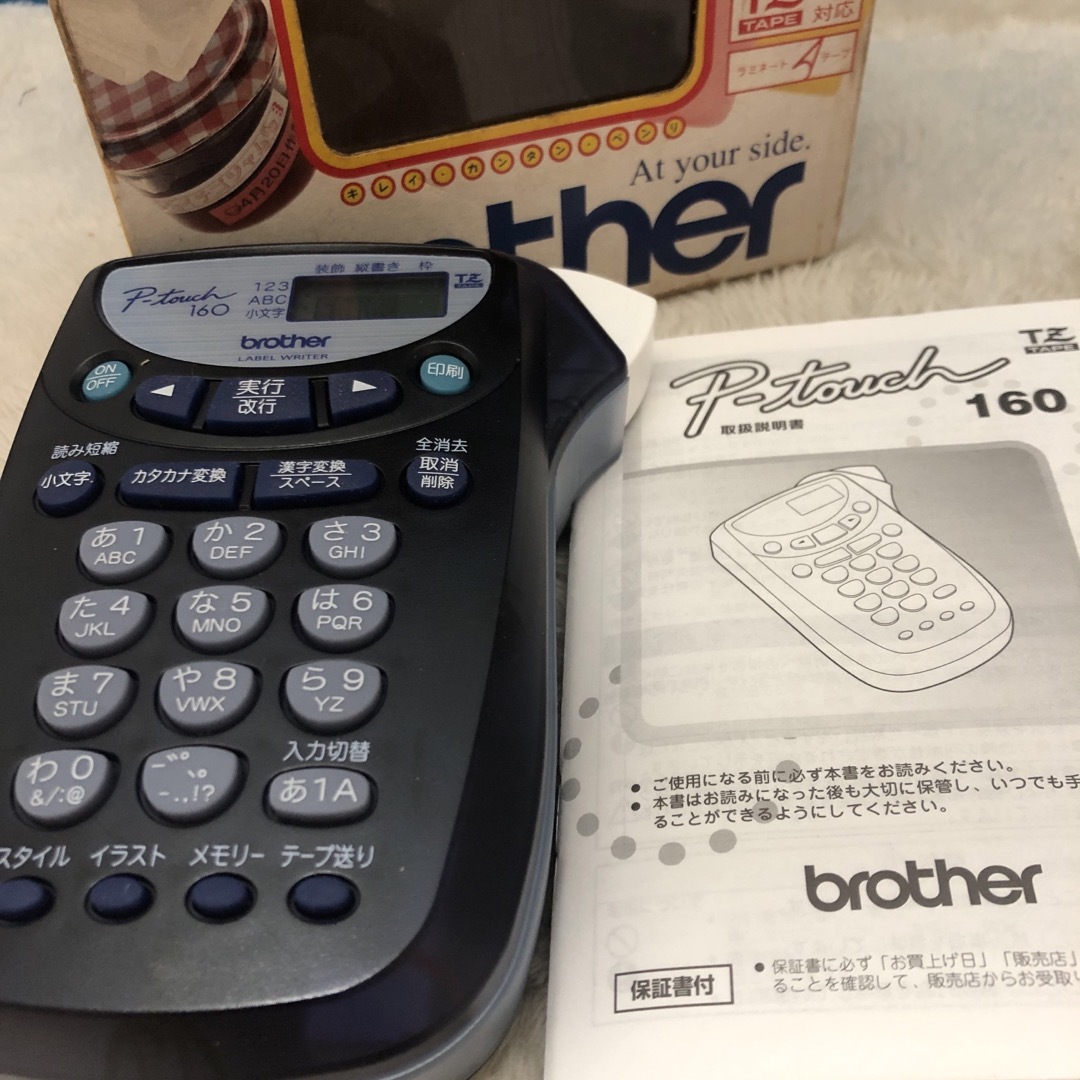 TZ
TAPE 対応
ラミネート テープ
キレイ・カンタン・ベンリ
At your side.
4月20日
装飾 縦書き 枠
P-touch
160
123
ABC
小文字
TZ
TAPE
brother
LABEL WRITER
ON
OFF
実行
改行
印刷
読み短縮
小文字
カタカナ変換
漢字変換
スペース
全消去
取消
削除
あ 1
ABC
か 2
DEF
さ 3
GHI
た 4
JKL
な 5
MNO
は 6
PQR
ま 7
STU
や 8
VWX
ら 9
YZ
わ 0
&/:@
゛゜、。
-.,!?
入力切替
あ1A
スタイル イラスト メモリー テープ送り
TZ
TAPE
P-touch
160
取扱説明書
● ご使用になる前に必ず本書をお読みください。
● 本書はお読みになった後も大切に保管し、いつでも手
ることができるようにしてください。
brother
保証書付
● 保証書に必ず「お買上げ日」「販売店」
ることを確認して、販売店からお受取り